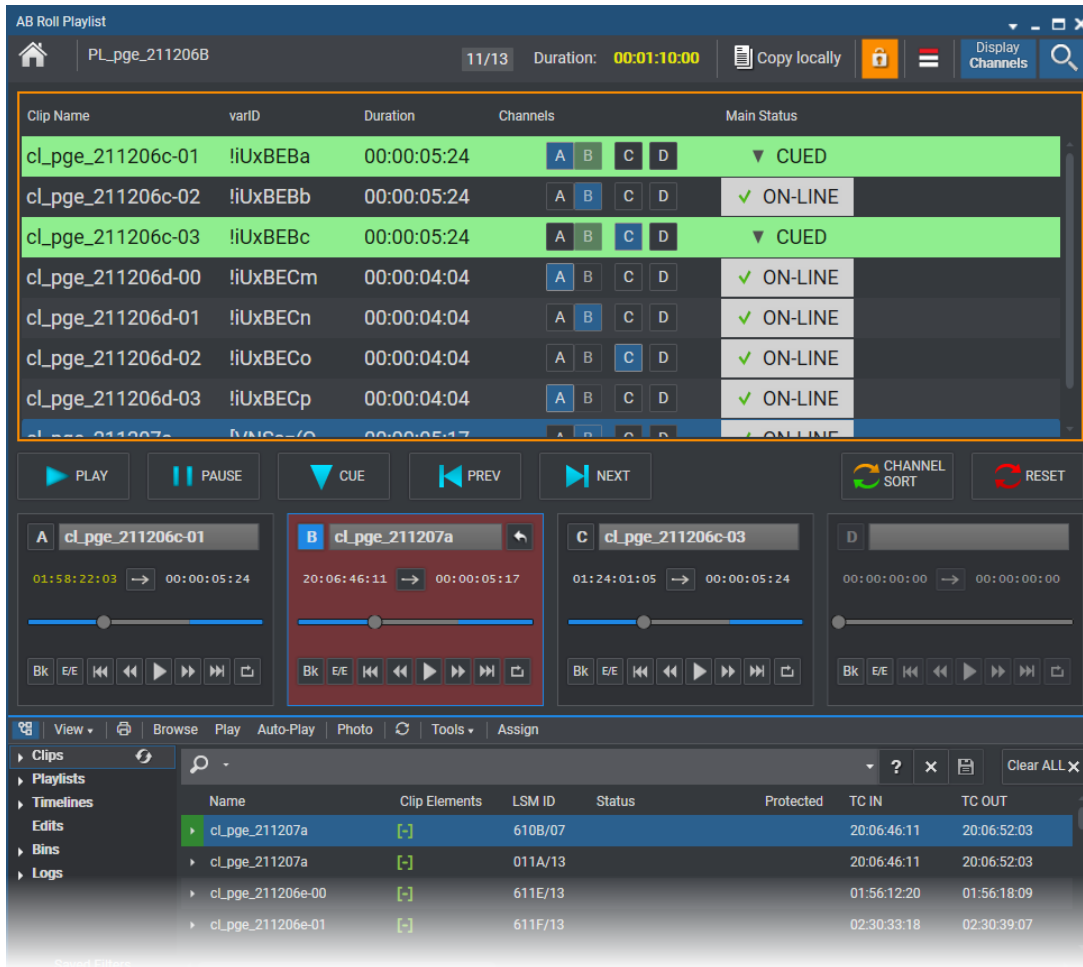 AB Roll Playlist
PL_pge_211206B 11/13 Duration: 00:01:10:00 Copy locally Display Channels
Clip Name varID Duration Channels Main Status
cl_pge_211206c-01 !iUxBEBa 00:00:05:24 A B C D CUED
cl_pge_211206c-02 !iUxBEBb 00:00:05:24 A B C D ON-LINE
cl_pge_211206c-03 !iUxBEBc 00:00:05:24 A B C D CUED
cl_pge_211206d-00 !iUxBECm 00:00:04:04 A B C D ON-LINE
cl_pge_211206d-01 !iUxBECn 00:00:04:04 A B C D ON-LINE
cl_pge_211206d-02 !iUxBECo 00:00:04:04 A B C D ON-LINE
cl_pge_211206d-03 !iUxBECp 00:00:04:04 A B C D ON-LINE
cl_pge_211207a 00:00:05:17 A B C D ON-LINE
PLAY PAUSE CUE PREV NEXT CHANNEL SORT RESET
A cl_pge_211206c-01 B cl_pge_211207a C cl_pge_211206c-03 D
01:58:22:03 → 00:00:05:24 20:06:46:11 → 00:00:05:17 01:24:01:05 → 00:00:05:24 00:00:00:00 → 00:00:00:00
Bk E/E Bk E/E Bk E/E Bk E/E
View Browse Play Auto-Play Photo Tools Assign
Clips ? Clear ALL
Playlists
Timelines Name Clip Elements LSM ID Status Protected TC IN TC OUT
Edits cl_pge_211207a [-] 610B/07 20:06:46:11 20:06:52:03
Bins cl_pge_211207a [-] 011A/13 20:06:46:11 20:06:52:03
Logs
cl_pge_211206e-00 [-] 611E/13 01:56:12:20 01:56:18:09
cl_pge_211206e-01 [-] 611F/13 02:30:33:18 02:30:39:07
Saved Filters